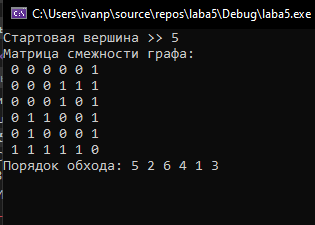 C:\Users\ivanp\source\repos\laba5\Debug\laba5.exe
Стартовая вершина >> 5
Матрица смежности графа:
0 0 0 0 0 1
0 0 0 1 1 1
0 0 0 1 0 1
0 1 1 0 0 1
0 1 0 0 0 1
1 1 1 1 1 0
Порядок обхода: 5 2 6 4 1 3